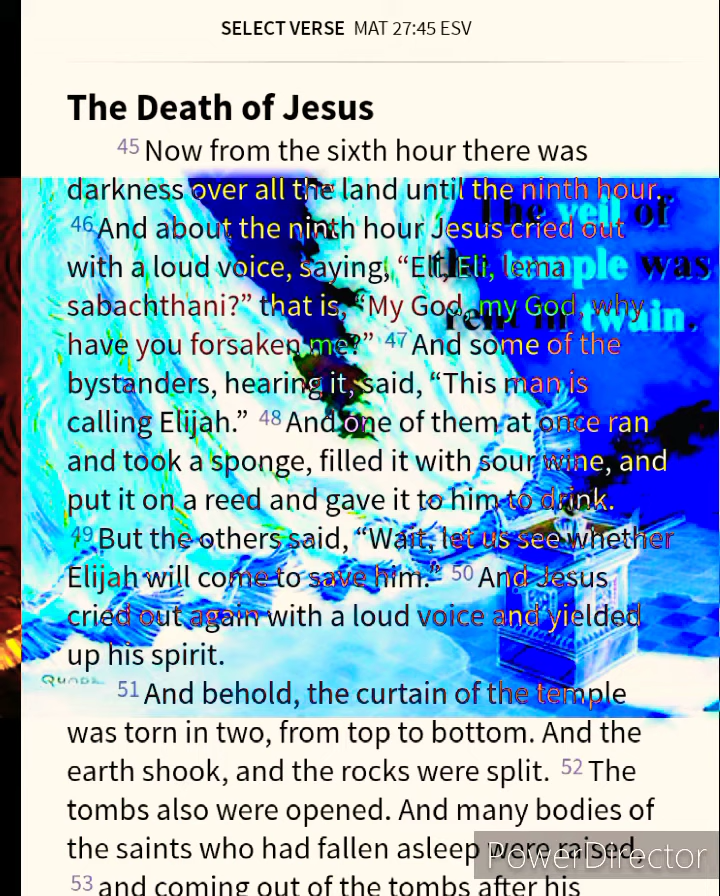 SELECT VERSE MAT 27:45 ESV
The Death of Jesus
45 Now from the sixth hour there was
darkness over all the land until the ninth hour.
46 And about the ninth hour Jesus cried out
with a loud voice, saying, “Eli, Eli, lema
sabachthani?” that is, “My God, my God, why
have you forsaken me?” 47 And some of the
bystanders, hearing it, said, “This man is
calling Elijah.” 48 And one of them at once ran
and took a sponge, filled it with sour wine, and
put it on a reed and gave it to him to drink.
49 But the others said, “Wait, let us see whether
Elijah will come to save him.” 50 And Jesus
cried out again with a loud voice and yielded
up his spirit.
51 And behold, the curtain of the temple
was torn in two, from top to bottom. And the
earth shook, and the rocks were split. 52 The
tombs also were opened. And many bodies of
the saints who had fallen asleep were raised,
53 and coming out of the tombs after his
The veil of
the temple was
rent in twain.
PowerDirector